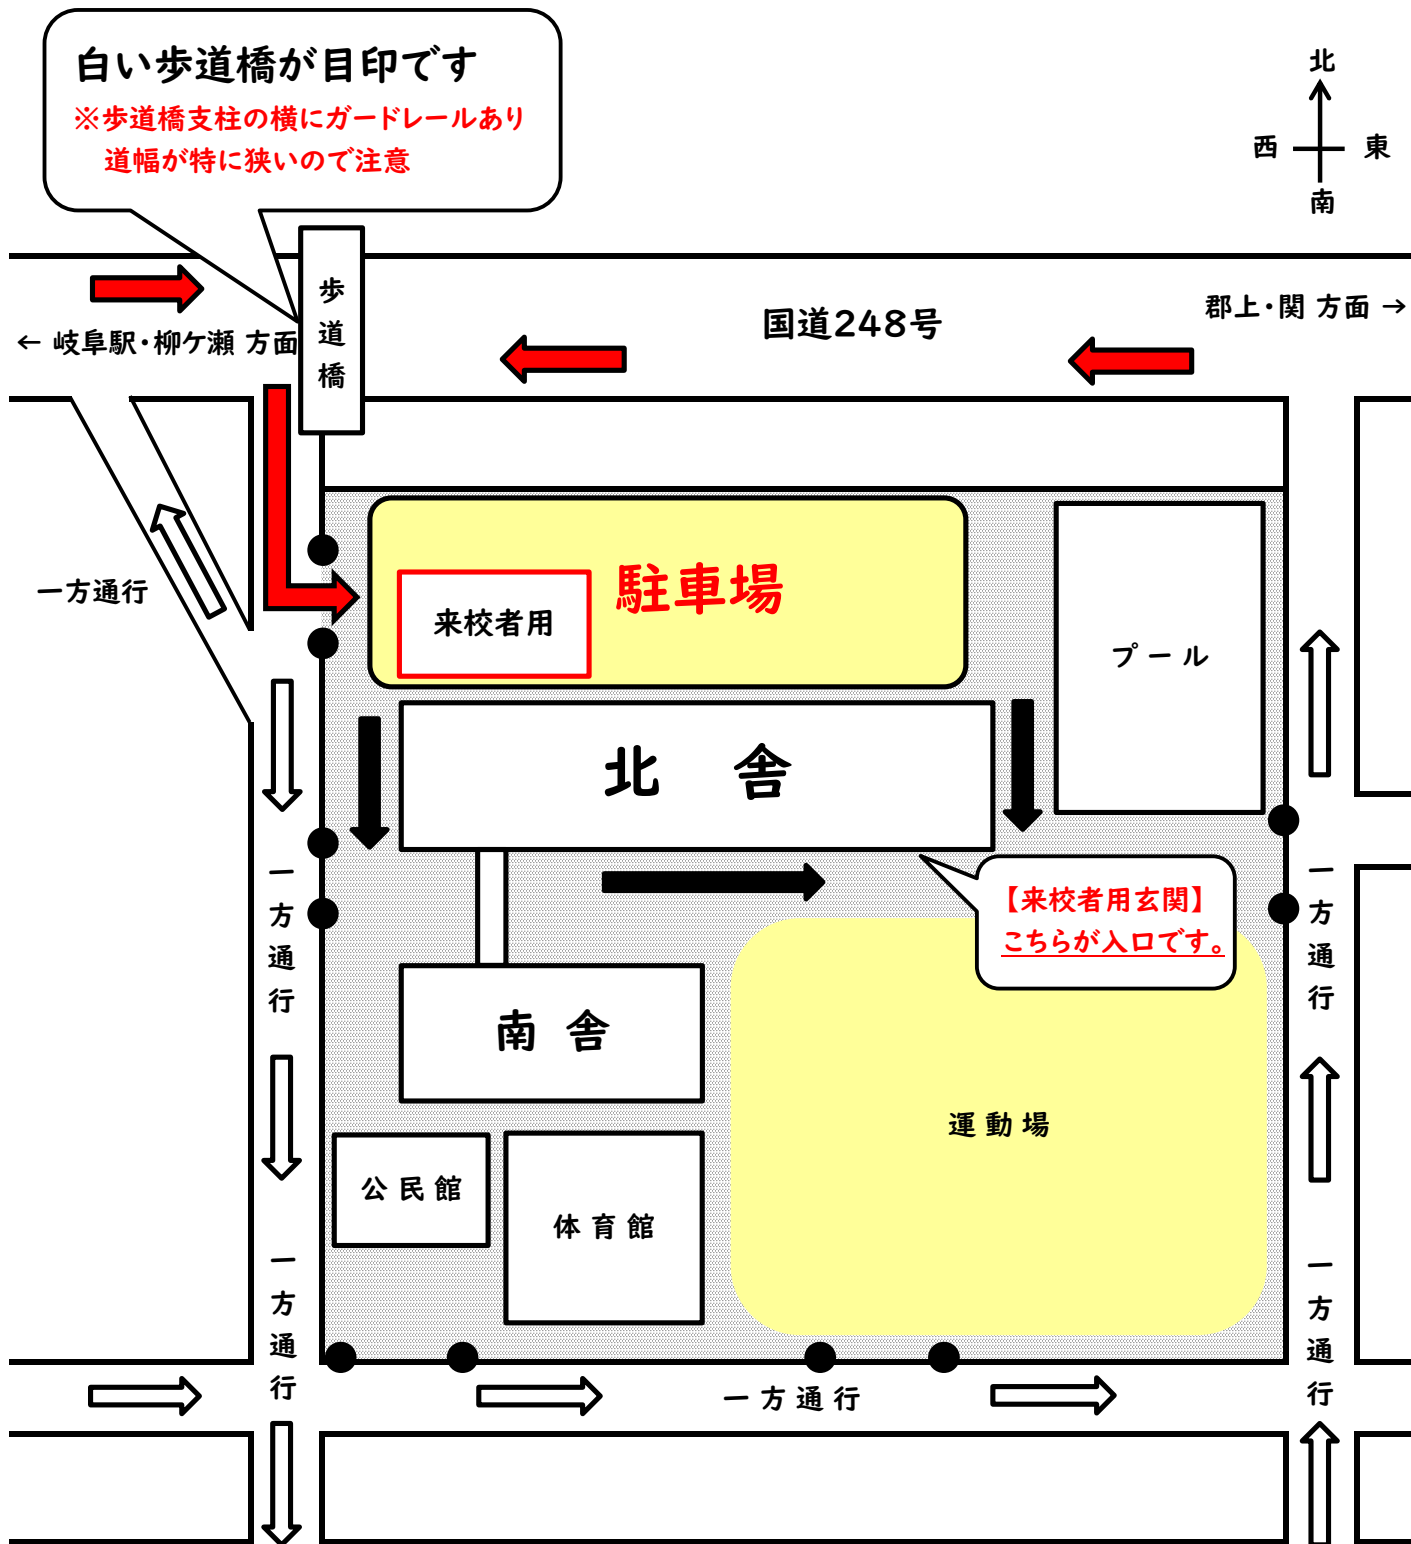 白い歩道橋が目印です
※歩道橋支柱の横にガードレールあり
道幅が特に狭いので注意
北
西
東
南
歩道橋
国道248号
郡上・関 方面 →
← 岐阜駅・柳ケ瀬 方面
一方通行
駐車場
来校者用
プール
北 舎
【来校者用玄関】
こちらが入口です。
一方通行
一方通行
南 舎
運動場
公民館
体育館
一方通行
一方通行
一方通行